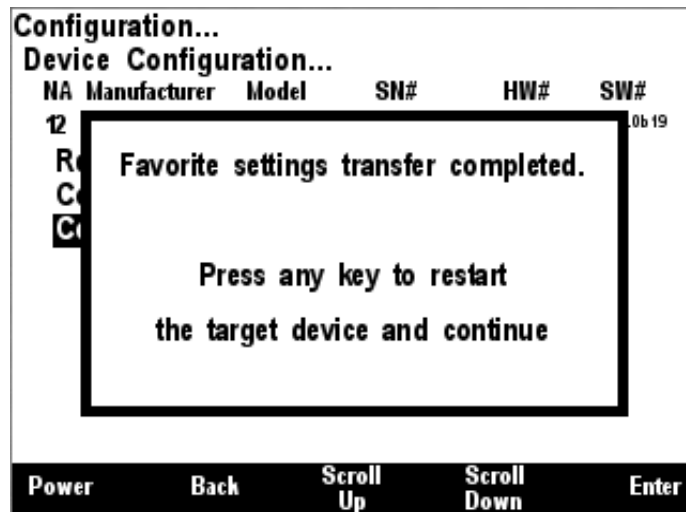 Configuration...
Device Configuration...
NA Manufacturer Model SN# HW# SW#
12 .0b19
Favorite settings transfer completed.
Press any key to restart
the target device and continue
Power Back Scroll Up Scroll Down Enter